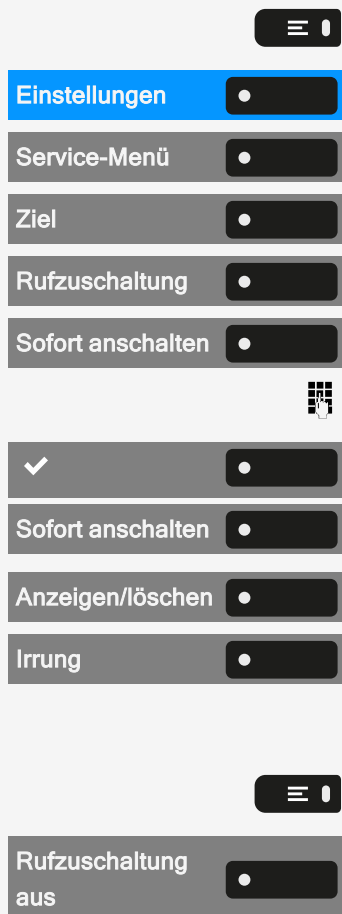 Einstellungen
Service-Menü
Ziel
Rufzuschaltung
Sofort anschalten
Sofort anschalten
Anzeigen/löschen
Irrung
Rufzuschaltung
aus